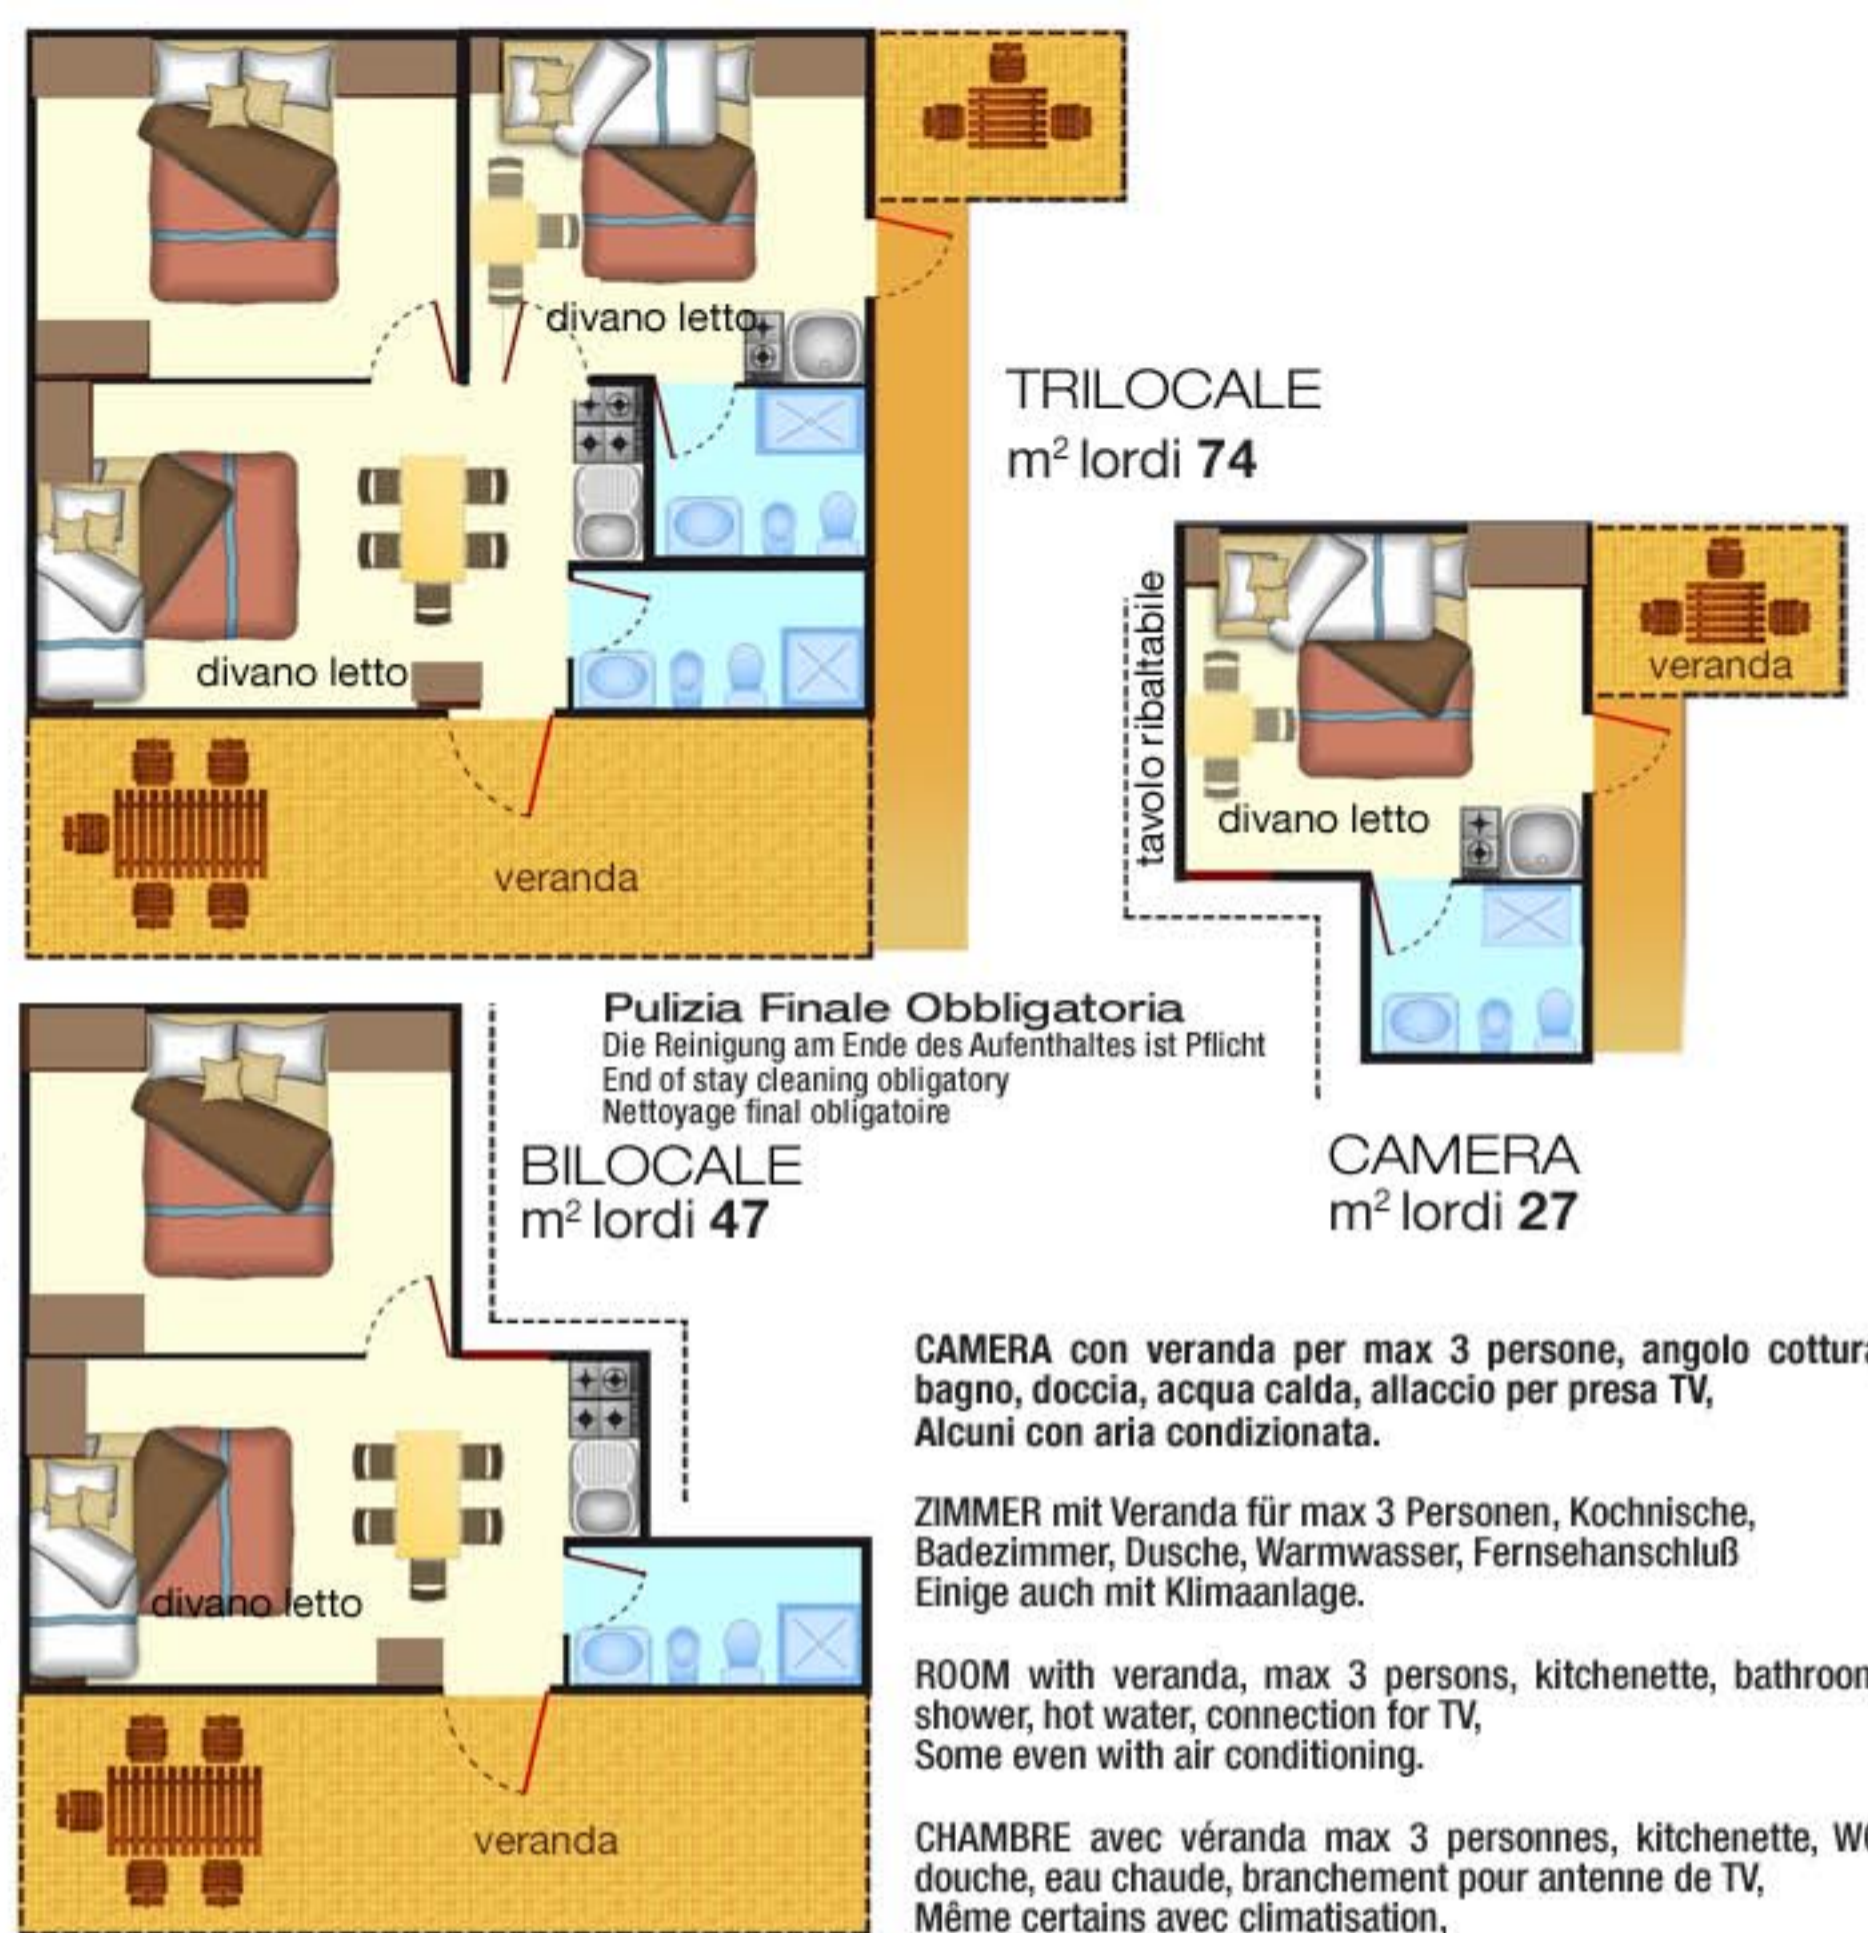 divano letto
TRILOCALE
m² lordi 74
divano letto
veranda
tavolo ribaltabile
veranda
divano letto
Pulizia Finale Obbligatoria
Die Reinigung am Ende des Aufenthaltes ist Pflicht
End of stay cleaning obligatory
Nettoyage final obligatoire
BILOCALE
m² lordi 47
CAMERA
m² lordi 27
divano letto
veranda
CAMERA con veranda per max 3 persone, angolo cottura
bagno, doccia, acqua calda, allaccio per presa TV,
Alcuni con aria condizionata.
ZIMMER mit Veranda für max 3 Personen, Kochnische,
Badezimmer, Dusche, Warmwasser, Fernsehanschluß
Einige auch mit Klimaanlage.
ROOM with veranda, max 3 persons, kitchenette, bathroom
shower, hot water, connection for TV,
Some even with air conditioning.
CHAMBRE avec véranda max 3 personnes, kitchenette,
douche, eau chaude, branchement pour antenne de TV,
Même certains avec climatisation,